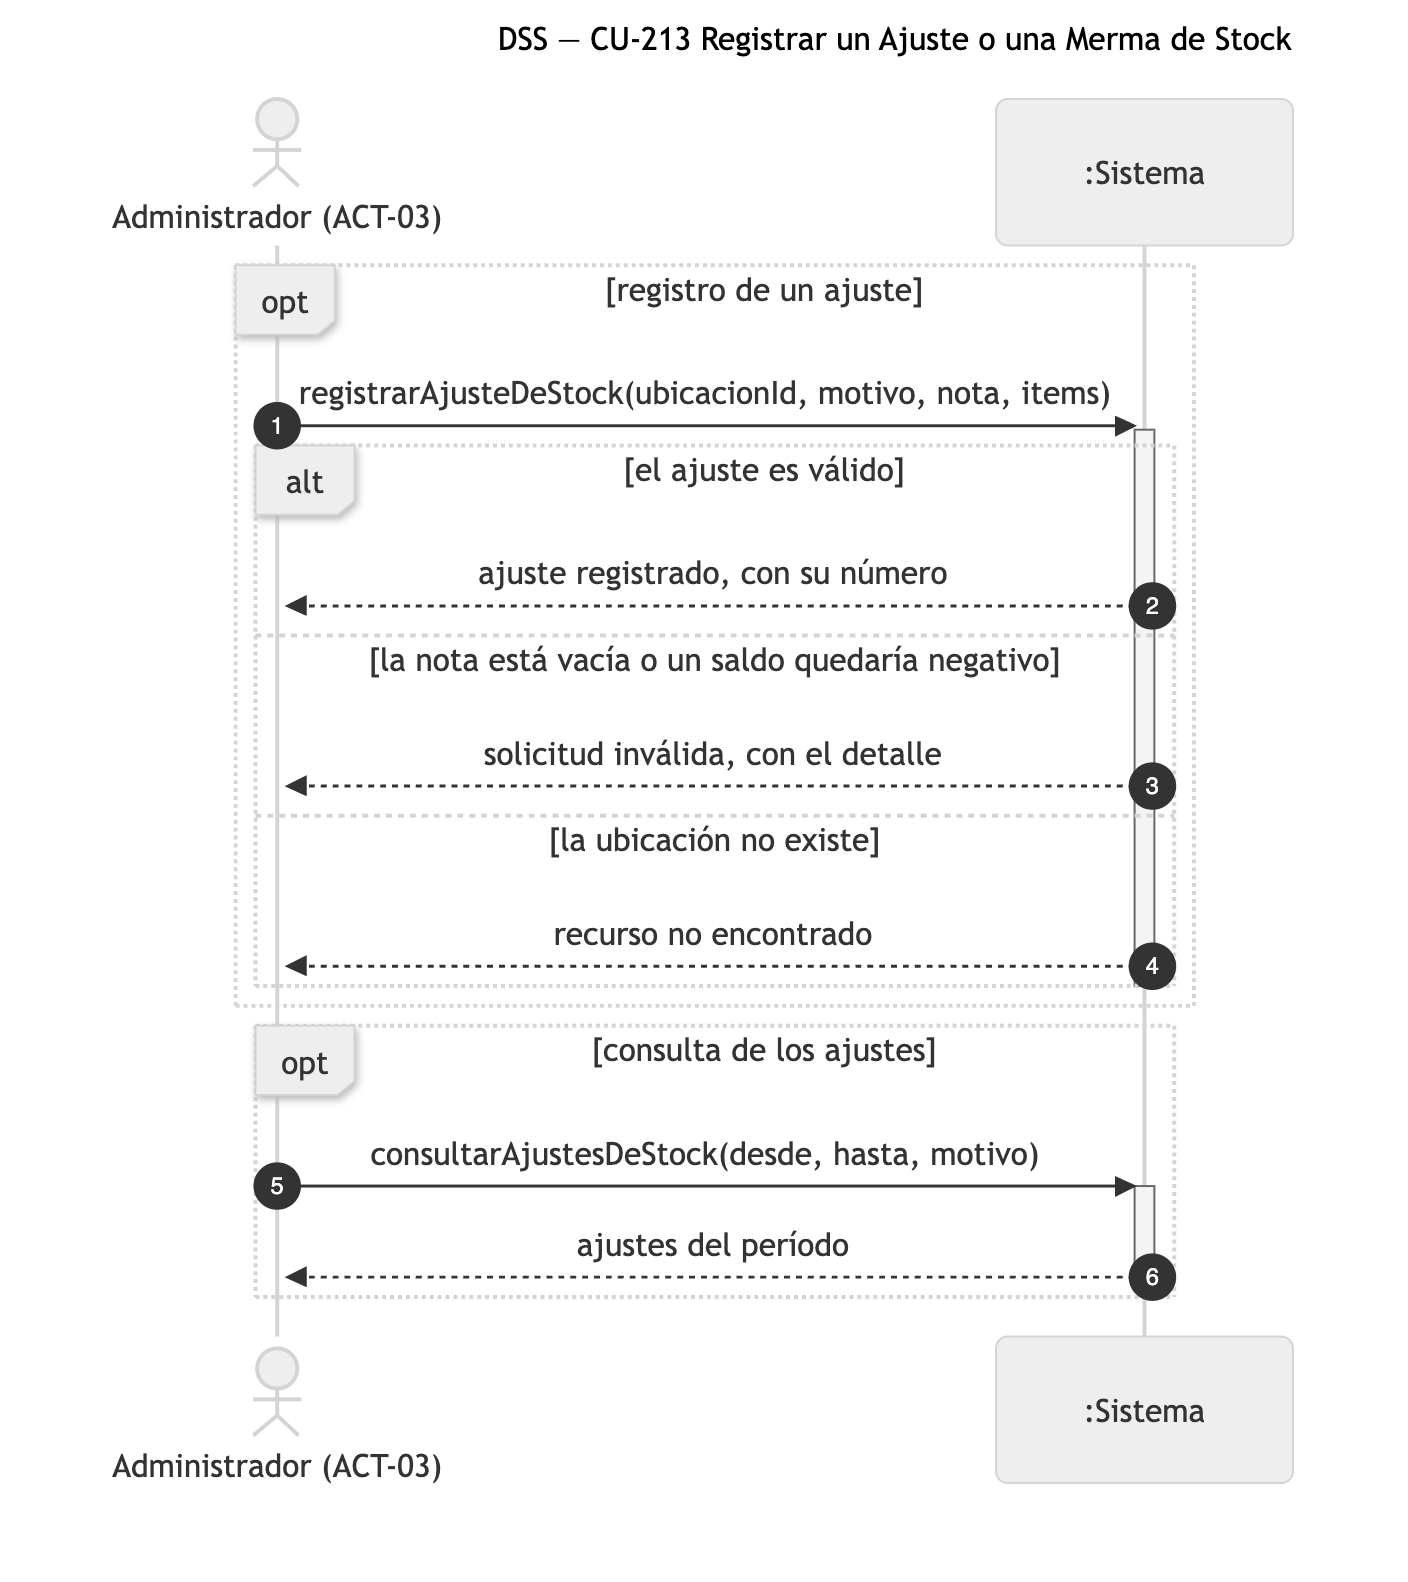 DSS — CU-213 Registrar un Ajuste o una Merma de Stock
Administrador (ACT-03)
:Sistema
opt
[registro de un ajuste]
registrarAjusteDeStock(ubicacionId, motivo, nota, items)
1
alt
[el ajuste es válido]
ajuste registrado, con su número
2
[la nota está vacía o un saldo quedaría negativo]
solicitud inválida, con el detalle
3
[la ubicación no existe]
recurso no encontrado
4
opt
[consulta de los ajustes]
consultarAjustesDeStock(desde, hasta, motivo)
5
ajustes del período
6
Administrador (ACT-03)
:Sistema